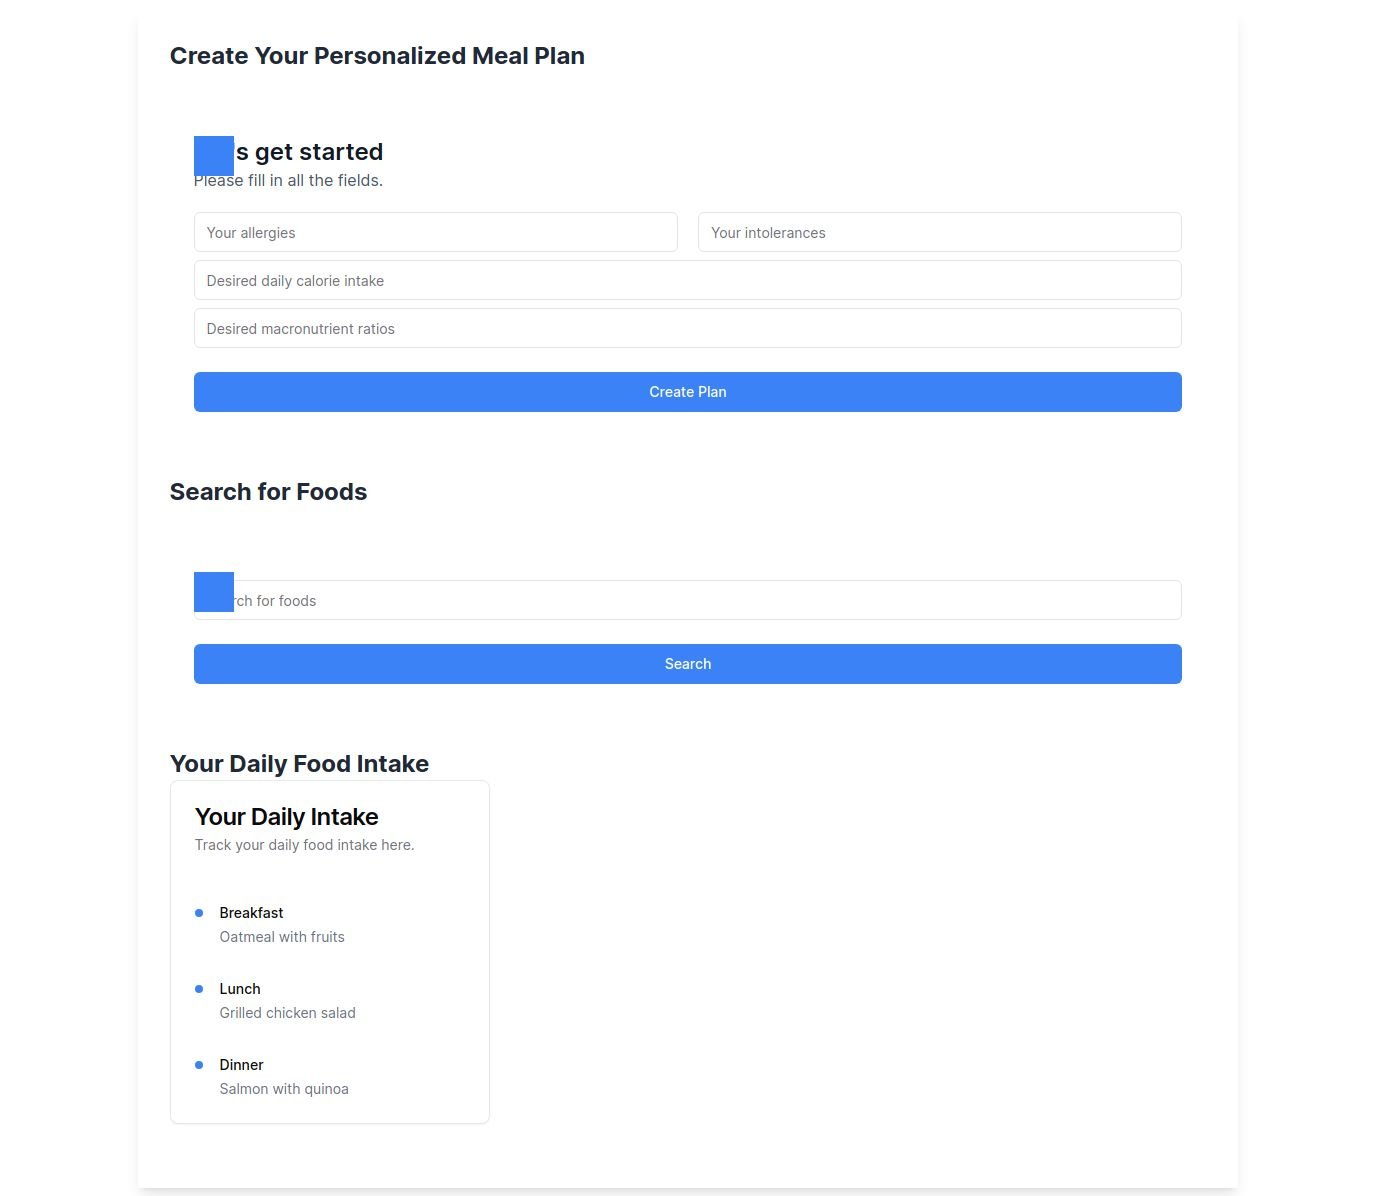 Create Your Personalized Meal Plan
's get started
Please fill in all the fields.
Your allergies
Your intolerances
Desired daily calorie intake
Desired macronutrient ratios
Create Plan
Search for Foods
for foods
Search
Your Daily Food Intake
Your Daily Intake
Track your daily food intake here.
Breakfast
Oatmeal with fruits
Lunch
Grilled chicken salad
Dinner
Salmon with quinoa